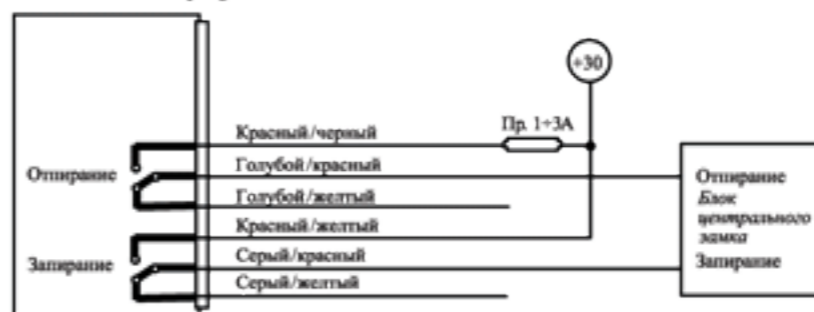 +30
Пр. 1÷3А
Красный/черный
Голубой/красный
Отпирание
Голубой/желтый
Красный/желтый
Серый/красный
Запирание
Серый/желтый
Отпирание
Блок
центрального
замка
Запирание